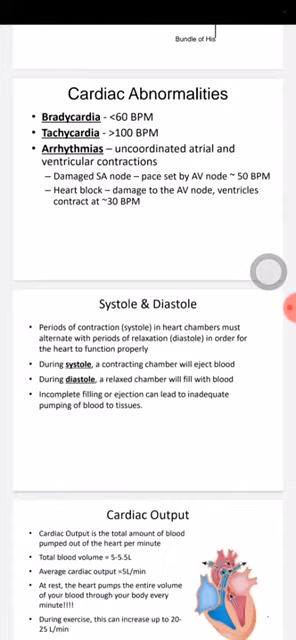 Bundle of His
Cardiac Abnormalities
• Bradycardia - <60 BPM
• Tachycardia - >100 BPM
• Arrhythmias – uncoordinated atrial and
ventricular contractions
– Damaged SA node – pace set by AV node ~ 50 BPM
– Heart block – damage to the AV node, ventricles
contract at ~30 BPM
Systole & Diastole
• Periods of contraction (systole) in heart chambers must
alternate with periods of relaxation (diastole) in order for
the heart to function properly
• During systole, a contracting chamber will eject blood
• During diastole, a relaxed chamber will fill with blood
• Incomplete filling or ejection can lead to inadequate
pumping of blood to tissues.
Cardiac Output
• Cardiac Output is the total amount of blood
pumped out of the heart per minute
• Total blood volume = 5-5.5L
• Average cardiac output =5L/min
• At rest, the heart pumps the entire volume
of your blood through your body every
minute!!!!
• During exercise, this can increase up to 20-
25 L/min